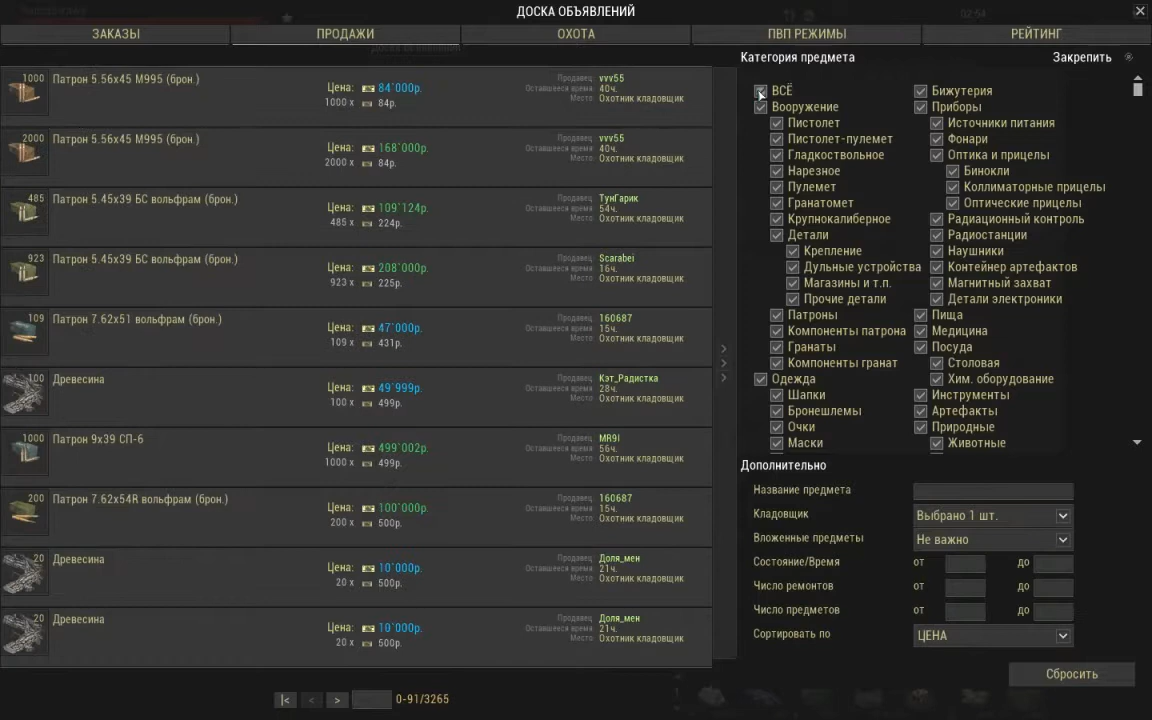 ДОСКА ОБЪЯВЛЕНИЙ
ЗАКАЗЫ
ПРОДАЖИ
ОХОТА
ПВП РЕЖИМЫ
РЕЙТИНГ
1000 Патрон 5.56x45 M995 (брон.)
Цена: 84`000р.
1000 x 84р.
Продавец: vvv55
Оставшееся время: 40ч.
Место: Охотник кладовщик
2000 Патрон 5.56x45 M995 (брон.)
Цена: 168`000р.
2000 x 84р.
Продавец: vvv55
Оставшееся время: 40ч.
Место: Охотник кладовщик
485 Патрон 5.45x39 БС вольфрам (брон.)
Цена: 109`124р.
485 x 224р.
Продавец: ТунГарик
Оставшееся время: 54ч.
Место: Охотник кладовщик
923 Патрон 5.45x39 БС вольфрам (брон.)
Цена: 208`000р.
923 x 225р.
Продавец: Scarabei
Оставшееся время: 16ч.
Место: Охотник кладовщик
109 Патрон 7.62x51 вольфрам (брон.)
Цена: 47`000р.
109 x 431р.
Продавец: 160687
Оставшееся время: 15ч.
Место: Охотник кладовщик
100 Древесина
Цена: 49`999р.
100 x 499р.
Продавец: Кэт_Радистка
Оставшееся время: 28ч.
Место: Охотник кладовщик
1000 Патрон 9x39 СП-6
Цена: 499`002р.
1000 x 499р.
Продавец: MR9I
Оставшееся время: 56ч.
Место: Охотник кладовщик
200 Патрон 7.62x54R вольфрам (брон.)
Цена: 100`000р.
200 x 500р.
Продавец: 160687
Оставшееся время: 15ч.
Место: Охотник кладовщик
20 Древесина
Цена: 10`000р.
20 x 500р.
Продавец: Доля_мен
Оставшееся время: 21ч.
Место: Охотник кладовщик
20 Древесина
Цена: 10`000р.
20 x 500р.
Продавец: Доля_мен
Оставшееся время: 21ч.
Место: Охотник кладовщик
|< < > 0-91/3265
Категория предмета
Закрепить
ВСЁ
Вооружение
Пистолет
Пистолет-пулемет
Гладкоствольное
Нарезное
Пулемет
Гранатомет
Крупнокалиберное
Детали
Крепление
Дульные устройства
Магазины и т.п.
Прочие детали
Патроны
Компоненты патрона
Гранаты
Компоненты гранат
Одежда
Шапки
Бронешлемы
Очки
Маски
Бижутерия
Приборы
Источники питания
Фонари
Оптика и прицелы
Бинокли
Коллиматорные прицелы
Оптические прицелы
Радиационный контроль
Радиостанции
Наушники
Контейнер артефактов
Магнитный захват
Детали электроники
Пища
Медицина
Посуда
Столовая
Хим. оборудование
Инструменты
Артефакты
Природные
Животные
Дополнительно
Название предмета
Кладовщик Выбрано 1 шт.
Вложенные предметы Не важно
Состояние/Время от до
Число ремонтов от до
Число предметов от до
Сортировать по ЦЕНА
Сбросить